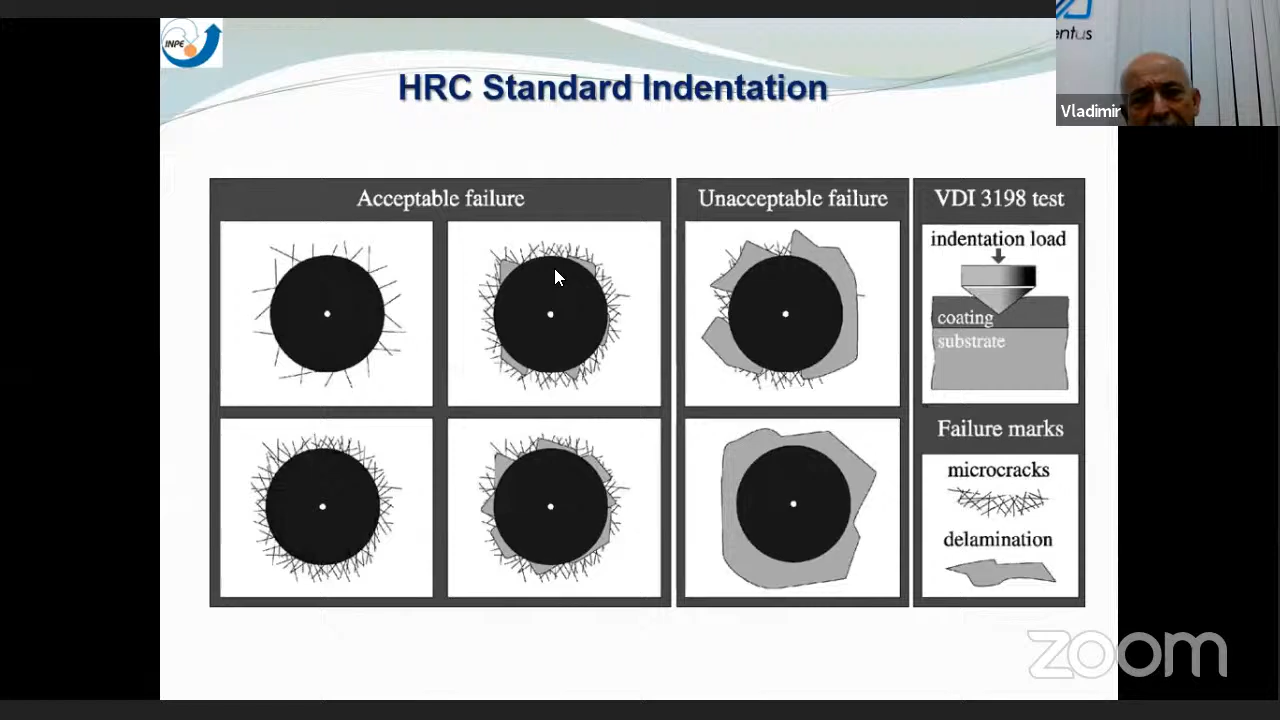 INPE
HRC Standard Indentation
entus
Vladimir
Acceptable failure
Unacceptable failure
VDI 3198 test
indentation load
coating
substrate
Failure marks
microcracks
delamination
zoom